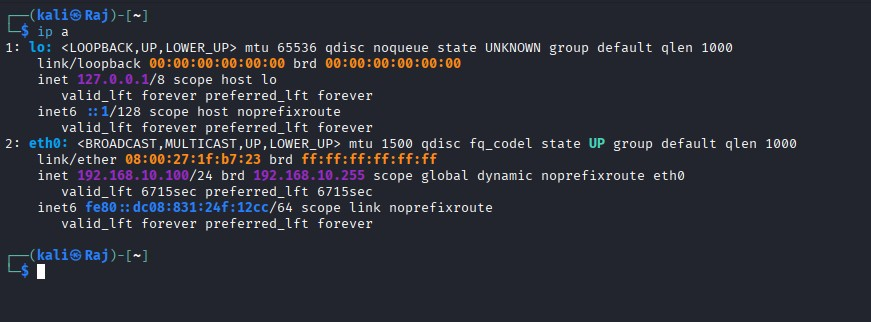 ┌──(kali㉿Raj)-[~]
└─$ ip a
1: lo: <LOOPBACK,UP,LOWER_UP> mtu 65536 qdisc noqueue state UNKNOWN group default qlen 1000
    link/loopback 00:00:00:00:00:00 brd 00:00:00:00:00:00
    inet 127.0.0.1/8 scope host lo
       valid_lft forever preferred_lft forever
    inet6 ::1/128 scope host noprefixroute
       valid_lft forever preferred_lft forever
2: eth0: <BROADCAST,MULTICAST,UP,LOWER_UP> mtu 1500 qdisc fq_codel state UP group default qlen 1000
    link/ether 08:00:27:1f:b7:23 brd ff:ff:ff:ff:ff:ff
    inet 192.168.10.100/24 brd 192.168.10.255 scope global dynamic noprefixroute eth0
       valid_lft 6715sec preferred_lft 6715sec
    inet6 fe80::dc08:831:24f:12cc/64 scope link noprefixroute
       valid_lft forever preferred_lft forever
┌──(kali㉿Raj)-[~]
└─$